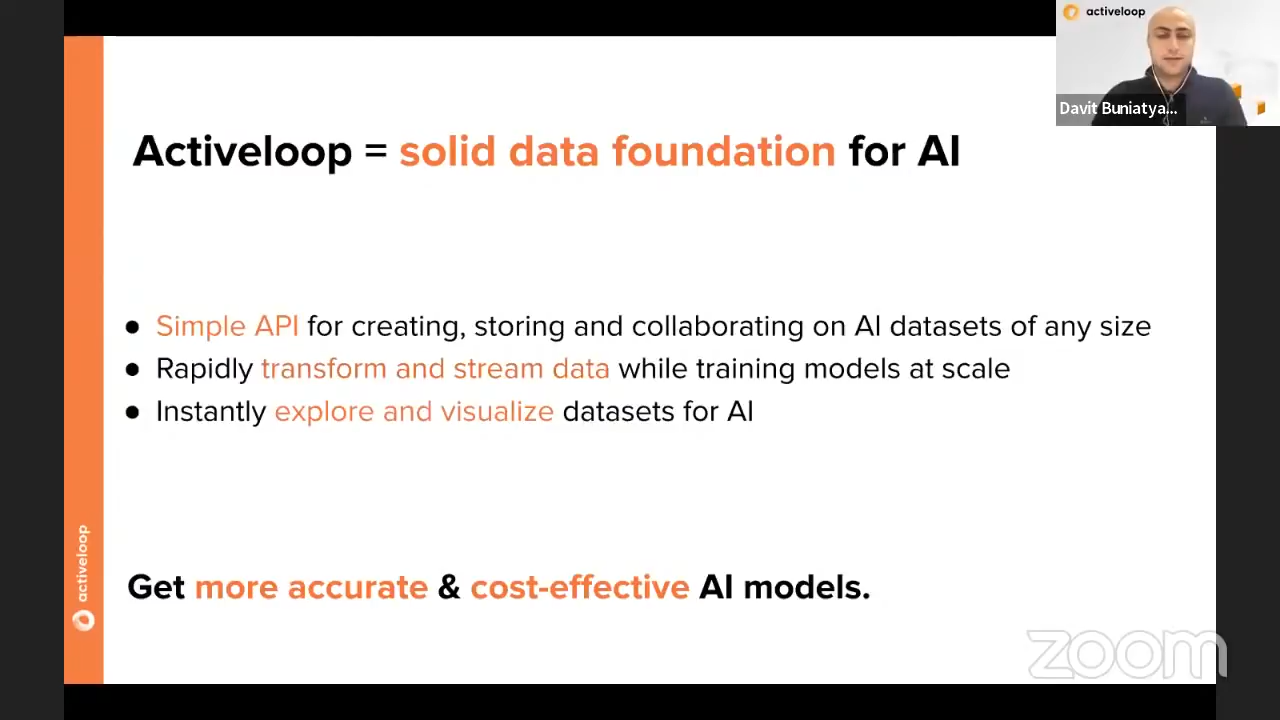 activeloop
Davit Buniatya...
Activeloop = solid data foundation for AI
● Simple API for creating, storing and collaborating on AI datasets of any size
● Rapidly transform and stream data while training models at scale
● Instantly explore and visualize datasets for AI
activeloop
Get more accurate & cost-effective AI models.
zoom